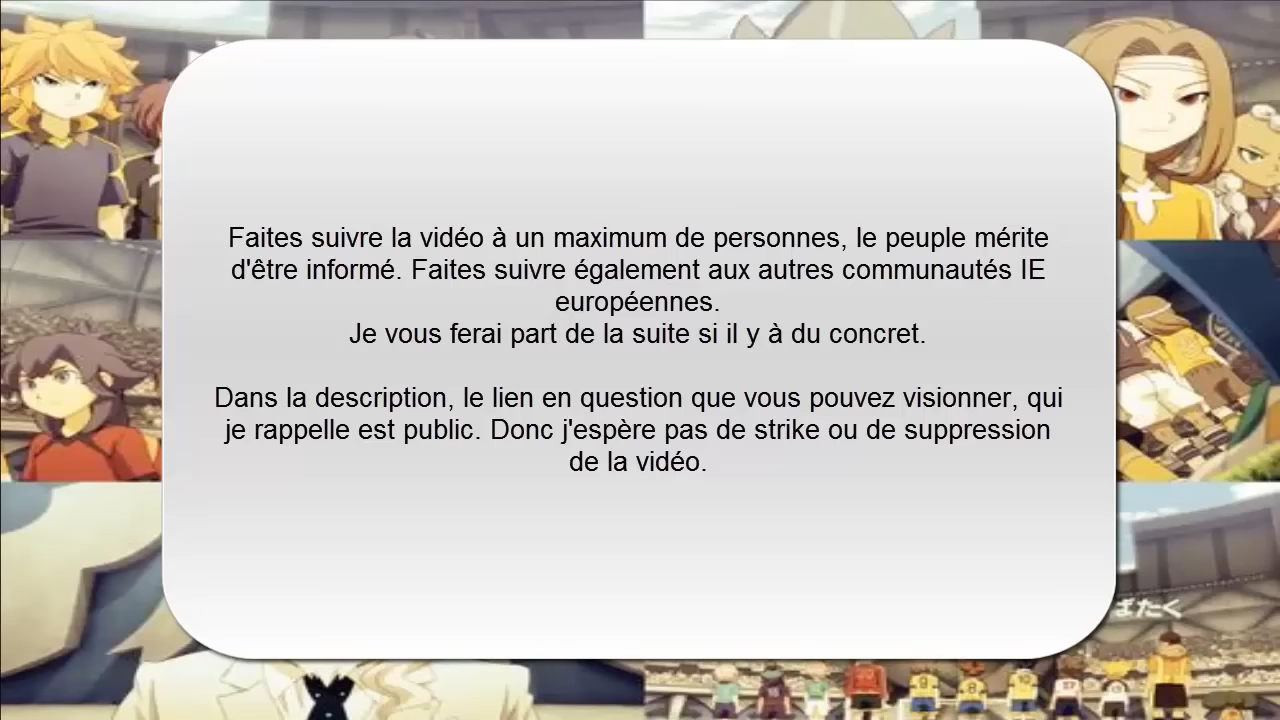 Faites suivre la vidéo à un maximum de personnes, le peuple mérite
d'être informé. Faites suivre également aux autres communautés IE
européennes.
Je vous ferai part de la suite si il y à du concret.
Dans la description, le lien en question que vous pouvez visionner, qui
je rappelle est public. Donc j'espère pas de strike ou de suppression
de la vidéo.
ばたく